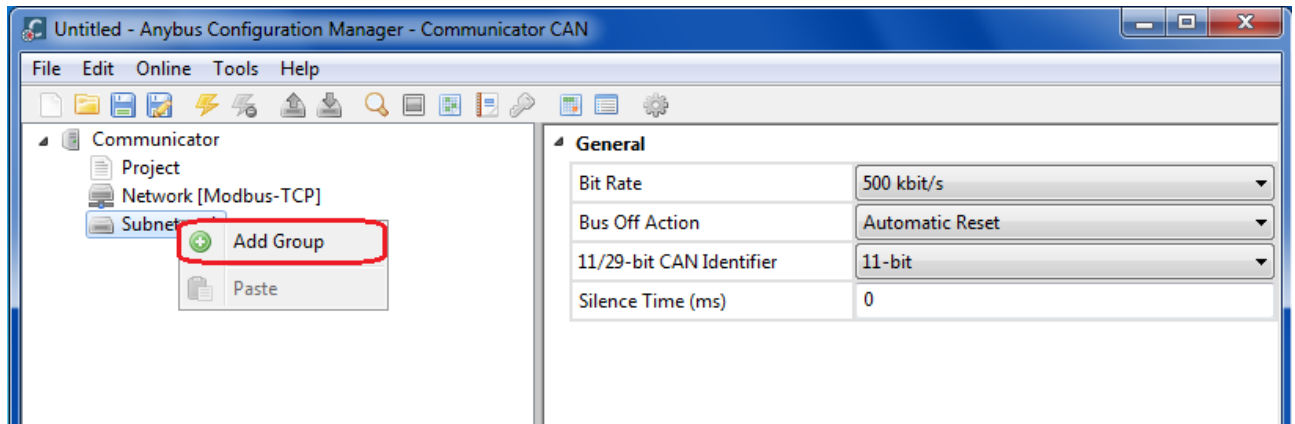 Untitled - Anybus Configuration Manager - Communicator CAN
File Edit Online Tools Help
Communicator
Project
Network [Modbus-TCP]
Add Group
Paste
General
Bit Rate 500 kbit/s
Bus Off Action Automatic Reset
11/29-bit CAN Identifier 11-bit
Silence Time (ms) 0